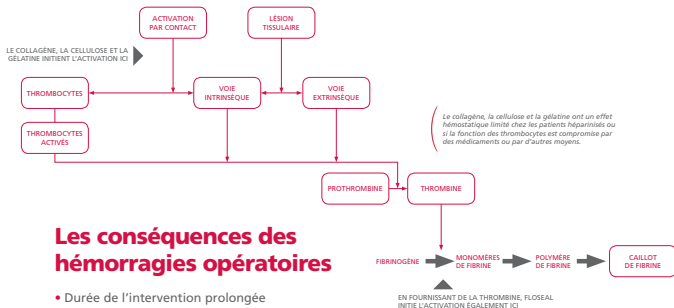 ACTIVATION
PAR CONTACT
LÉSION
TISSULAIRE
LE COLLAGÈNE, LA CELLULOSE ET LA
GÉLATINE INITIENT L'ACTIVATION ICI
THROMBOCYTES
VOIE
INTRINSÈQUE
VOIE
EXTRINSÈQUE
THROMBOCYTES
ACTIVÉS
Le collagène, la cellulose et la gélatine ont un effet
hémostatique limité chez les patients héparinisés ou
si la fonction des thrombocytes est compromise par
des médicaments ou par d'autres moyens.
PROTHROMBINE
THROMBINE
Les conséquences des
hémorragies opératoires
• Durée de l'intervention prolongée
FIBRINOGÈNE
MONOMÈRES
DE FIBRINE
POLYMÈRE
DE FIBRINE
CAILLOT
DE FIBRINE
EN FOURNISSANT DE LA THROMBINE, FLOSEAL
INITIE L'ACTIVATION ÉGALEMENT ICI